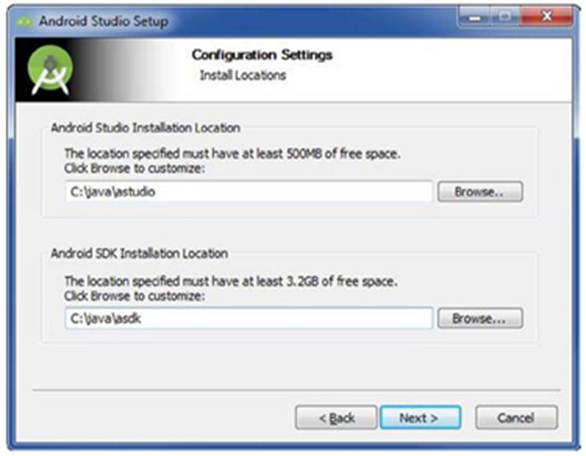 Android Studio Setup
Configuration Settings
Install Locations
Android Studio Installation Location
The location specified must have at least 500MB of free space.
Click Browse to customize:
C:\java\astudio
Browse..
Android SDK Installation Location
The location specified must have at least 3.2GB of free space.
Click Browse to customize:
C:\java\asdk
Browse...
< Back
Next >
Cancel